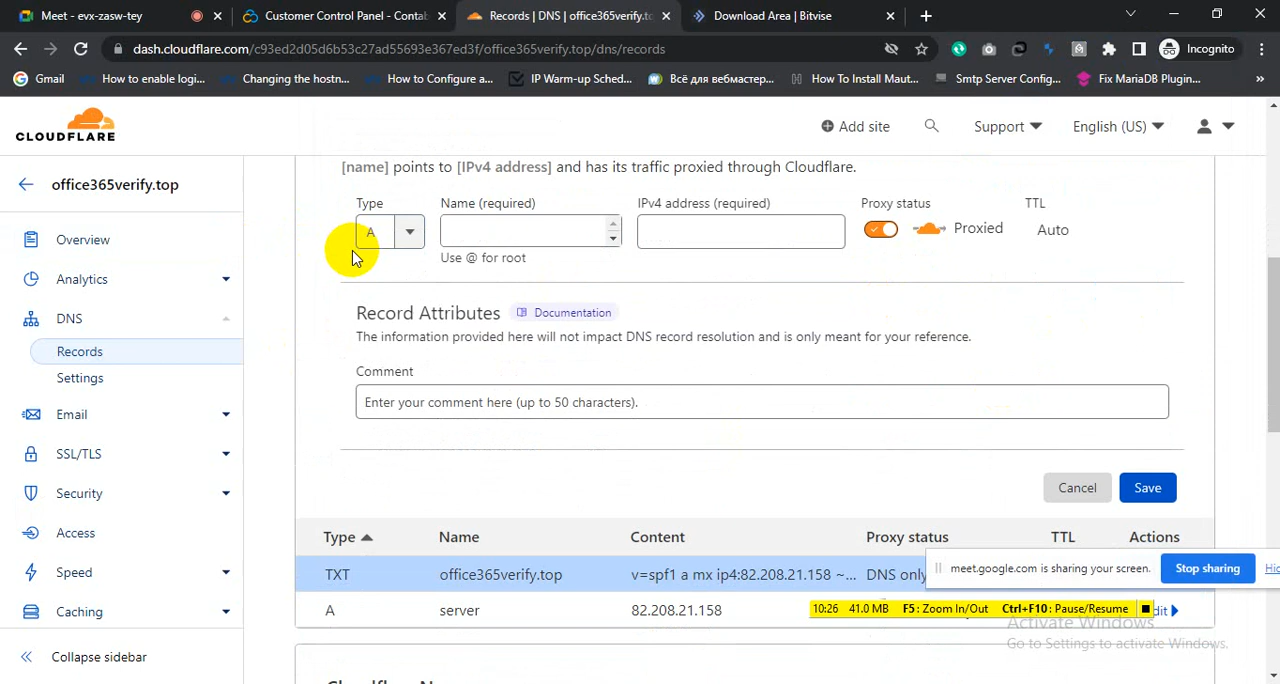 Meet - evx-zasw-tey
Customer Control Panel - Contab
Records | DNS | office365verify.to
Download Area | Bitvise
dash.cloudflare.com/c93ed2d05d6b53c27ad55693e367ed3f/office365verify.top/dns/records
Incognito
Gmail
How to enable logi...
Changing the hostn...
How to Configure a...
IP Warm-up Sched...
Всё для вебмастер...
How To Install Maut...
Smtp Server Config...
Fix MariaDB Plugin...
»
CLOUDFLARE
Add site
Support
English (US)
office365verify.top
Overview
Analytics
DNS
Records
Settings
Email
SSL/TLS
Security
Access
Speed
Caching
Collapse sidebar
[name] points to [IPv4 address] and has its traffic proxied through Cloudflare.
Type
Name (required)
IPv4 address (required)
Proxy status
TTL
A
Proxied
Auto
Use @ for root
Record Attributes
Documentation
The information provided here will not impact DNS record resolution and is only meant for your reference.
Comment
Enter your comment here (up to 50 characters).
Cancel
Save
Type
Name
Content
Proxy status
TTL
Actions
TXT
office365verify.top
v=spf1 a mx ip4:82.208.21.158 ~...
DNS only
meet.google.com is sharing your screen.
Stop sharing
Hid
A
server
82.208.21.158
10:26 41.0 MB F5: Zoom In/Out Ctrl+F10: Pause/Resume
dit
Activate Windows
Go to Settings to activate Windows.